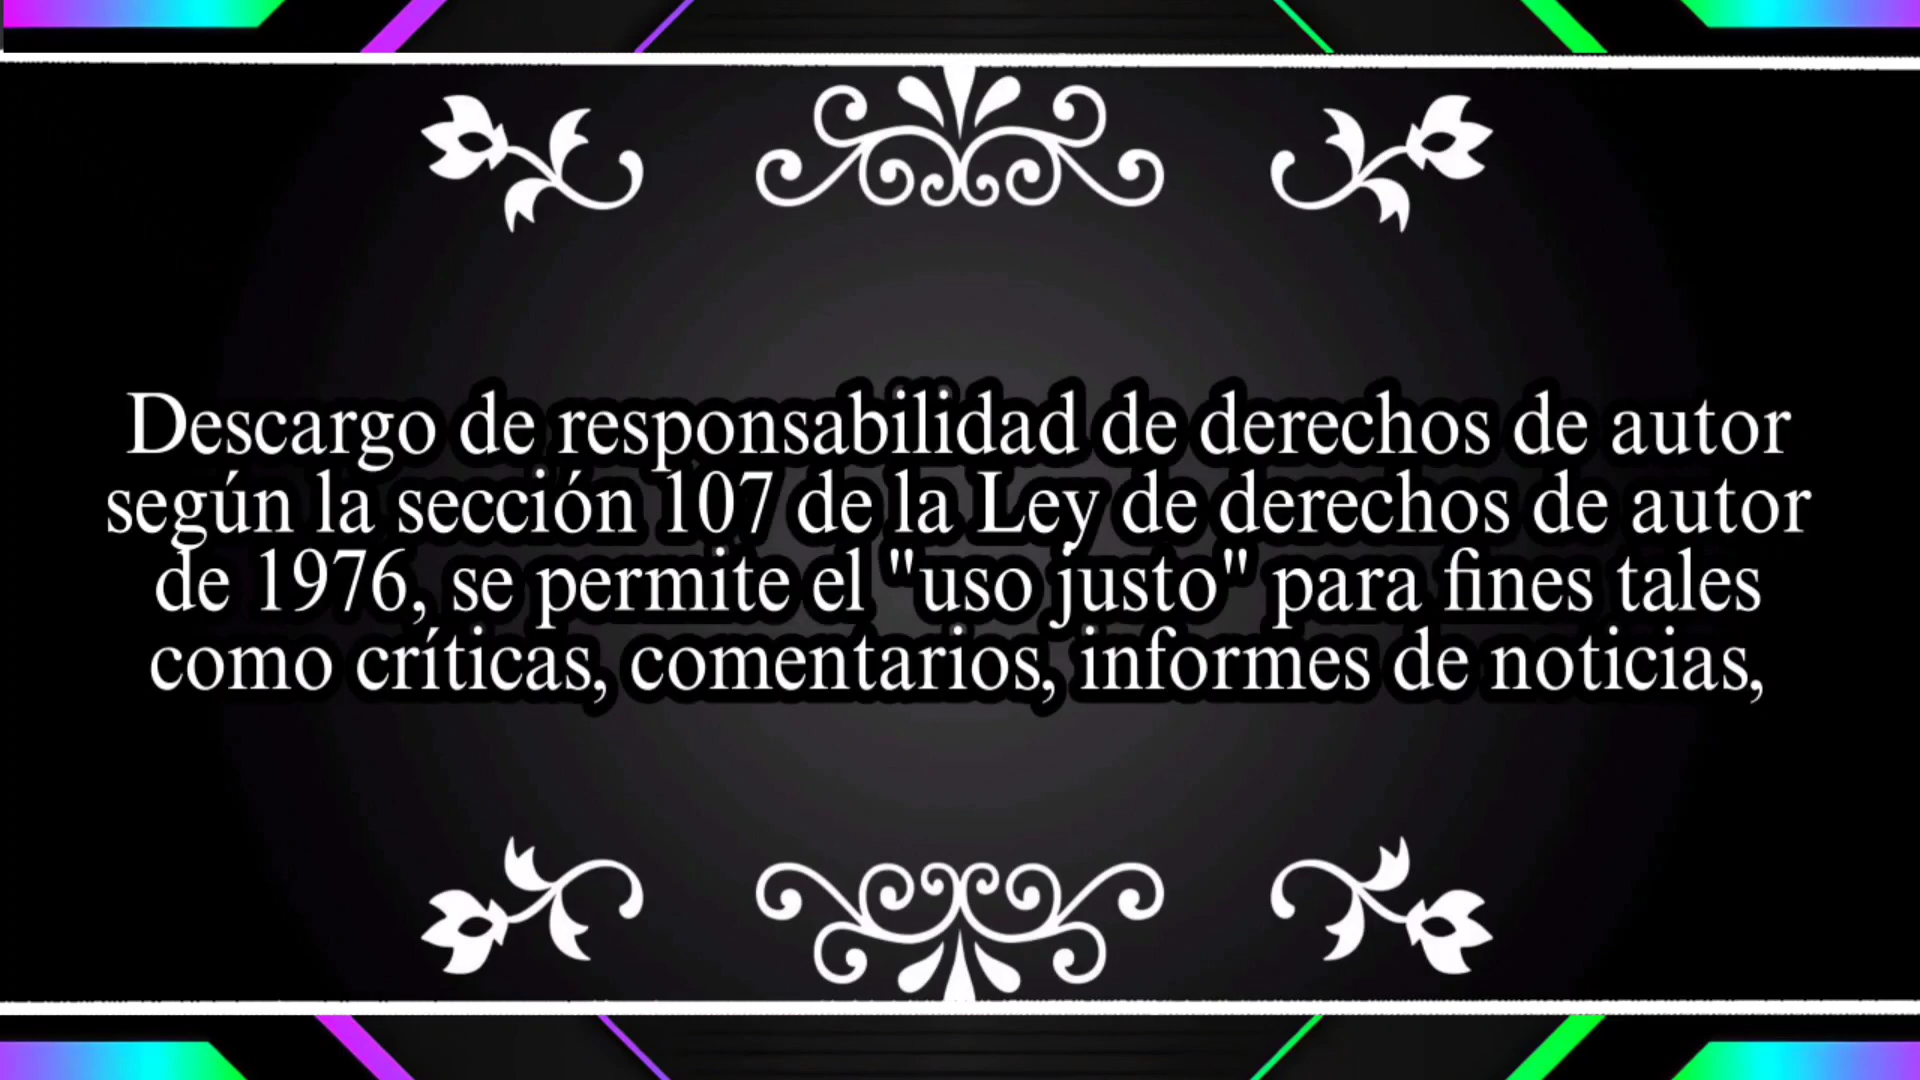 Descargo de responsabilidad de derechos de autor
según la sección 107 de la Ley de derechos de autor
de 1976, se permite el "uso justo" para fines tales
como críticas, comentarios, informes de noticias,